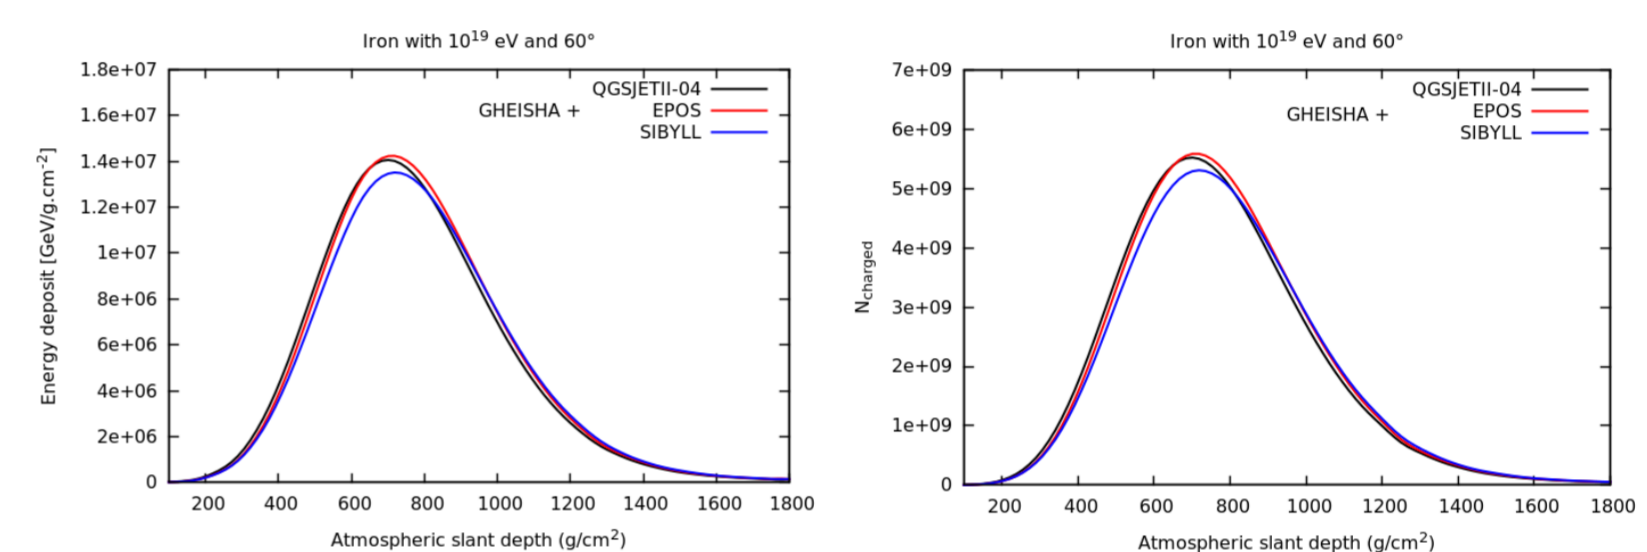 Iron with 10^19 eV and 60°
1.8e+07
1.6e+07
1.4e+07
1.2e+07
1e+07
8e+06
6e+06
4e+06
2e+06
0
Energy deposit [GeV/g.cm^-2]
QGSJETII-04
GHEISHA + EPOS
SIBYLL
200 400 600 800 1000 1200 1400 1600 1800
Atmospheric slant depth (g/cm^2)
Iron with 10^19 eV and 60°
7e+09
6e+09
5e+09
4e+09
3e+09
2e+09
1e+09
0
N_charged
QGSJETII-04
GHEISHA + EPOS
SIBYLL
200 400 600 800 1000 1200 1400 1600 1800
Atmospheric slant depth (g/cm^2)